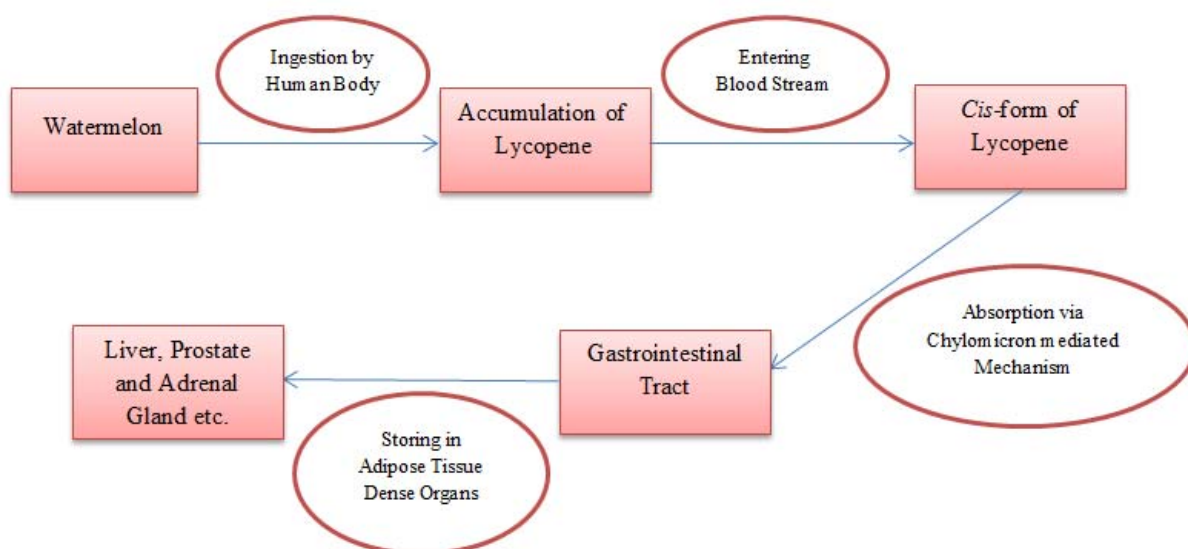 Ingestion by
Human Body
Entering
Blood Stream
Watermelon
Accumulation of
Lycopene
Cis-form of
Lycopene
Absorption via
Chylomicron mediated
Mechanism
Gastrointestinal
Tract
Liver, Prostate
and Adrenal
Gland etc.
Storing in
Adipose Tissue
Dense Organs